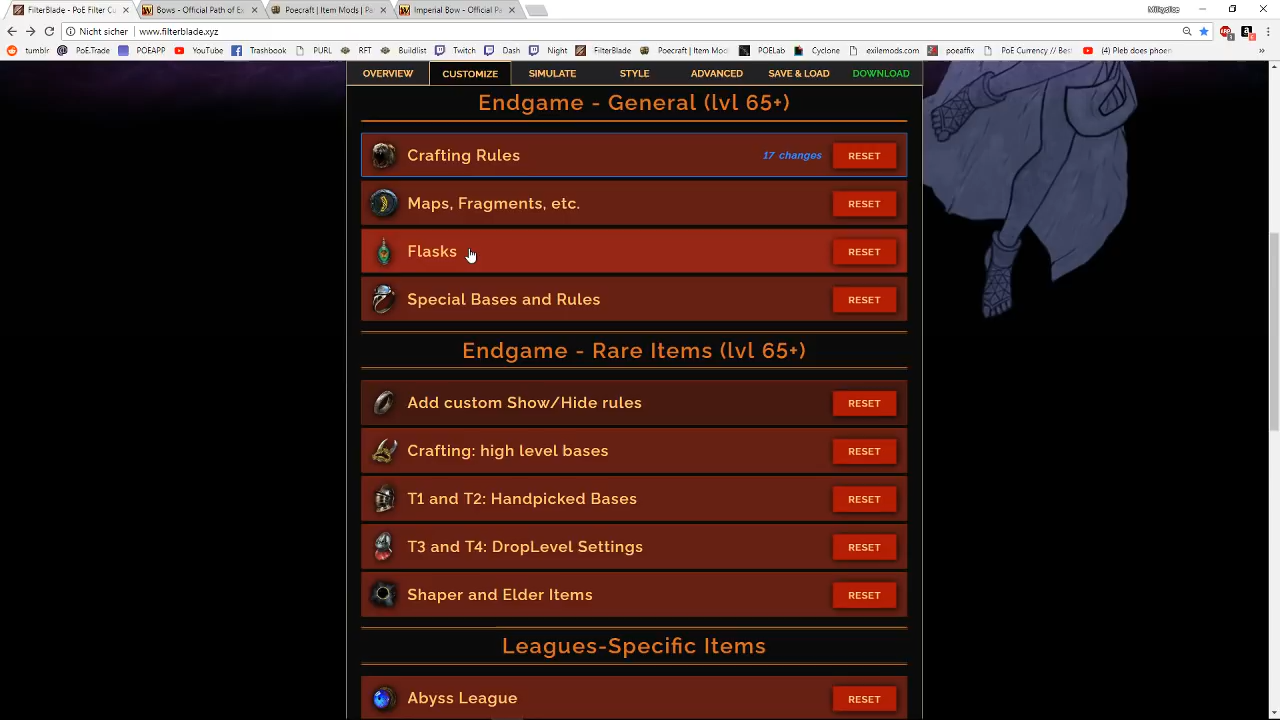 FilterBlade - PoE Filter Cu
Bows - Official Path of Ex
Poecraft | Item Mods | Pa
Imperial Bow - Official Pat
Milkydice
Nicht sicher
www.filterblade.xyz
tumblr
PoE.Trade
POEAPP
YouTube
Trashbook
PURL
RFT
Buildlist
Twitch
Twitch
Night
FilterBlade
Poecraft | Item Mods
POELab
Cyclone
exilemods.com
poeaffix
PoE Currency // Besi
(4) Pleb does phoen
OVERVIEW
CUSTOMIZE
SIMULATE
STYLE
ADVANCED
SAVE & LOAD
DOWNLOAD
Endgame - General (lvl 65+)
Crafting Rules
17 changes
RESET
Maps, Fragments, etc.
RESET
Flasks
RESET
Special Bases and Rules
RESET
Endgame - Rare Items (lvl 65+)
Add custom Show/Hide rules
RESET
Crafting: high level bases
RESET
T1 and T2: Handpicked Bases
RESET
T3 and T4: DropLevel Settings
RESET
Shaper and Elder Items
RESET
Leagues-Specific Items
Abyss League
RESET